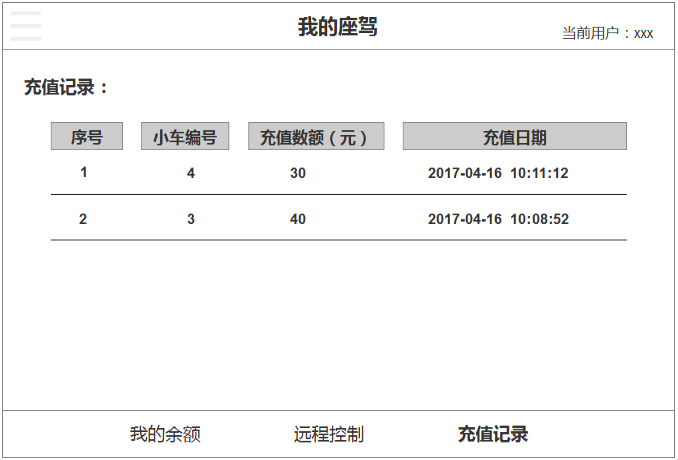 我的座驾
当前用户：xxx
充值记录：
序号 小车编号 充值数额（元） 充值日期
1 4 30 2017-04-16 10:11:12
2 3 40 2017-04-16 10:08:52
我的余额 远程控制 充值记录